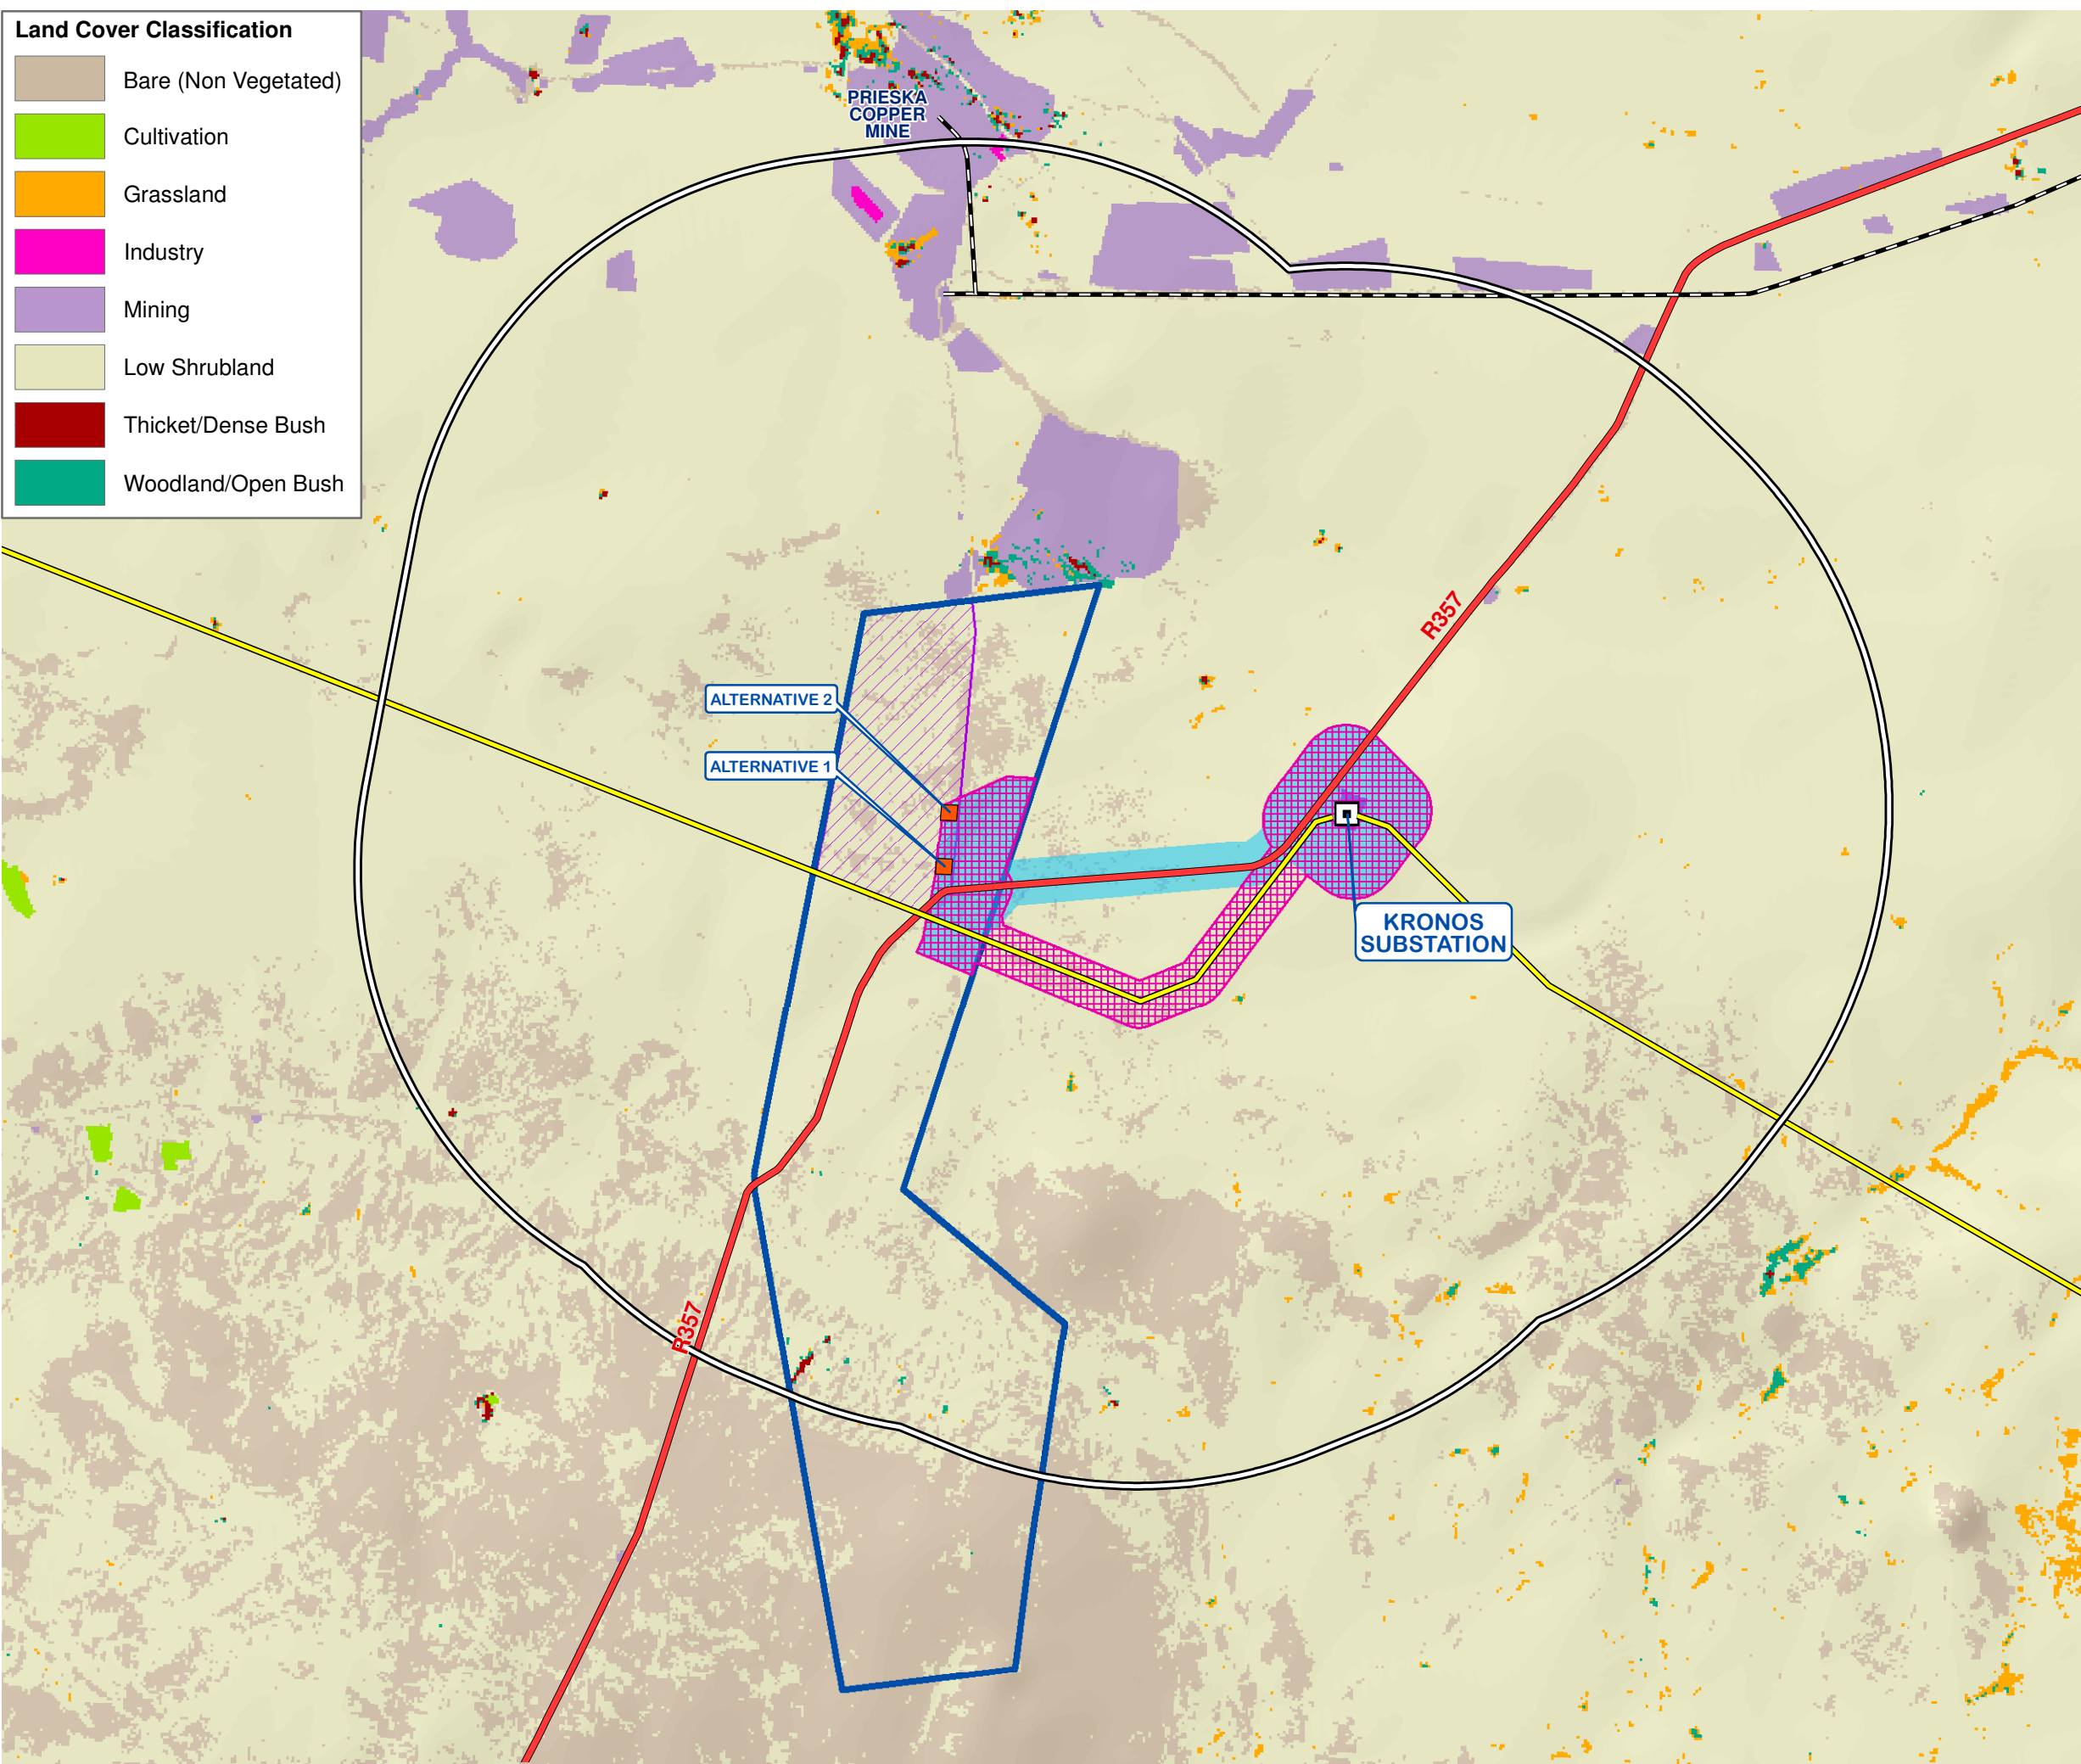 Land Cover Classification
Bare (Non Vegetated)
Cultivation
Grassland
Industry
Mining
Low Shrubland
Thicket/Dense Bush
Woodland/Open Bush
PRIESKA
COPPER
MINE
R357
ALTERNATIVE 2
ALTERNATIVE 1
KRONOS
SUBSTATION
R357